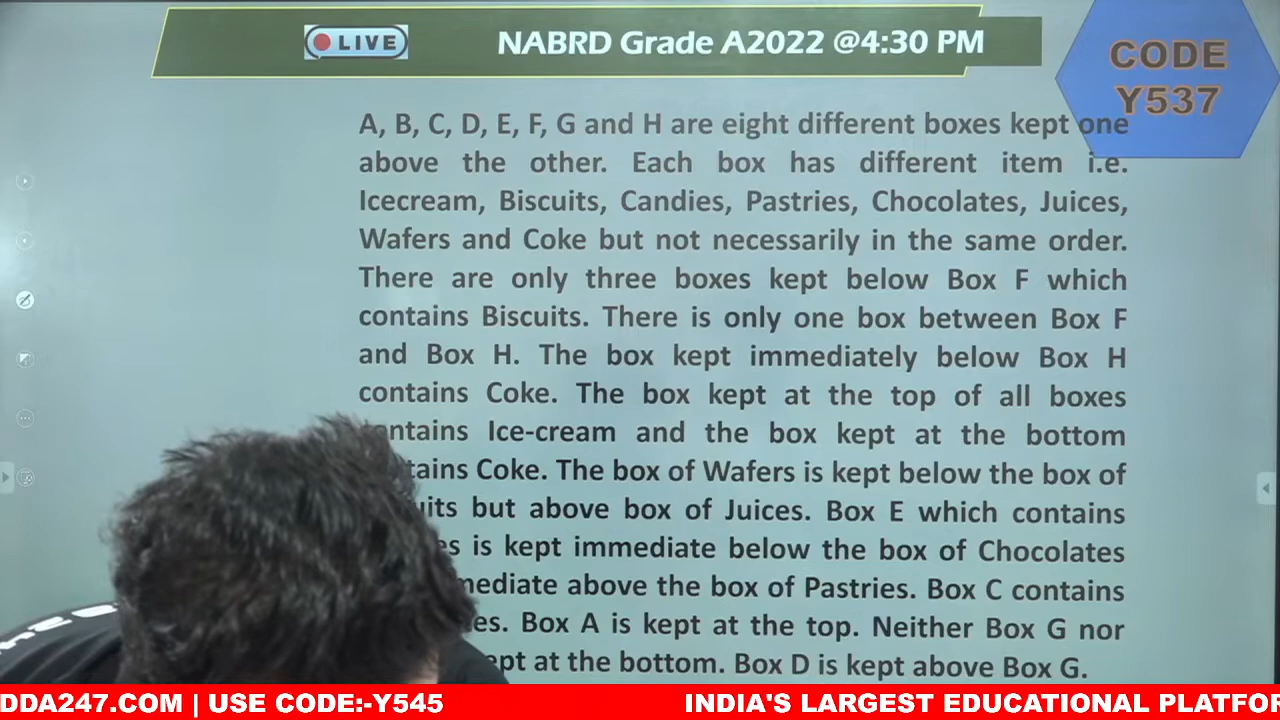 LIVE
NABRD Grade A2022 @4:30 PM
CODE
Y537
A, B, C, D, E, F, G and H are eight different boxes kept one
above the other. Each box has different item i.e.
Icecream, Biscuits, Candies, Pastries, Chocolates, Juices,
Wafers and Coke but not necessarily in the same order.
There are only three boxes kept below Box F which
contains Biscuits. There is only one box between Box F
and Box H. The box kept immediately below Box H
contains Coke. The box kept at the top of all boxes
Ice-cream and the box kept at the bottom
Coke. The box of Wafers is kept below the box of
but above box of Juices. Box E which contains
is kept immediate below the box of Chocolates
above the box of Pastries. Box C contains
Box A is kept at the top. Neither Box G nor
at the bottom. Box D is kept above Box G.
DDA247.COM | USE CODE:-Y545 INDIA'S LARGEST EDUCATIONAL PLATFOR